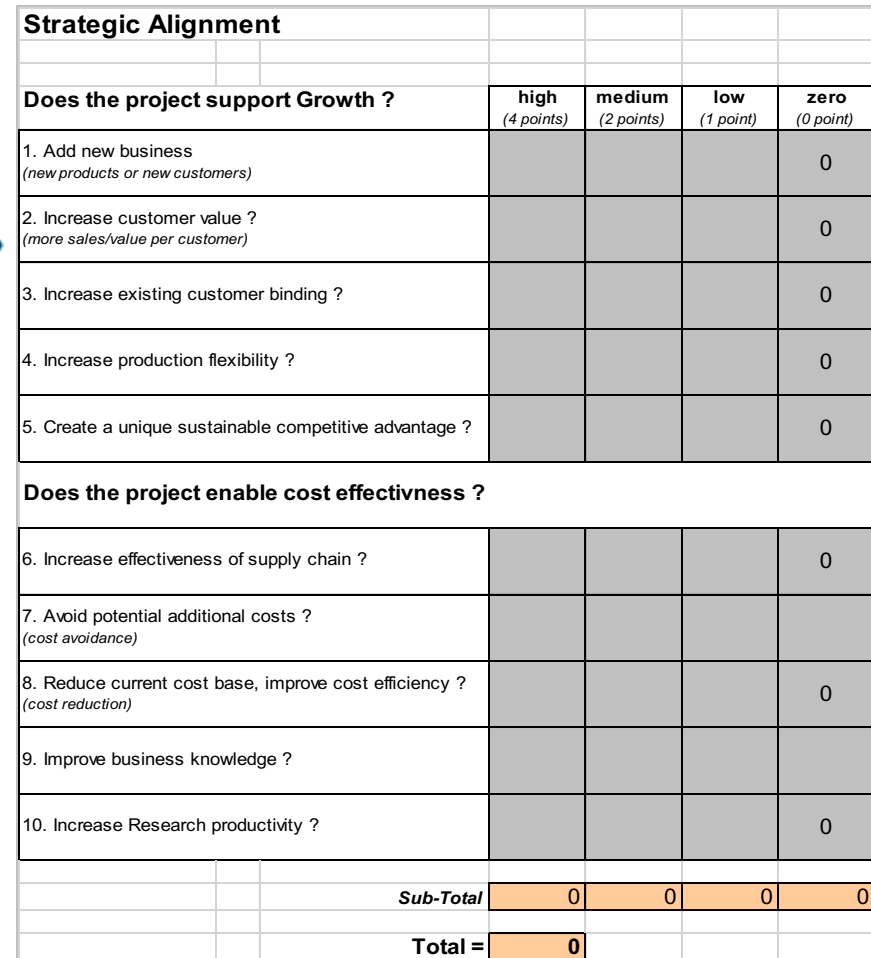 Strategic Alignment
Does the project support Growth ? high medium low zero
(4 points) (2 points) (1 point) (0 point)
1. Add new business
(new products or new customers) 0
2. Increase customer value ?
(more sales/value per customer) 0
3. Increase existing customer binding ? 0
4. Increase production flexibility ? 0
5. Create a unique sustainable competitive advantage ? 0
Does the project enable cost effectivness ?
6. Increase effectiveness of supply chain ? 0
7. Avoid potential additional costs ?
(cost avoidance)
8. Reduce current cost base, improve cost efficiency ?
(cost reduction) 0
9. Improve business knowledge ?
10. Increase Research productivity ? 0
Sub-Total 0 0 0 0
Total = 0